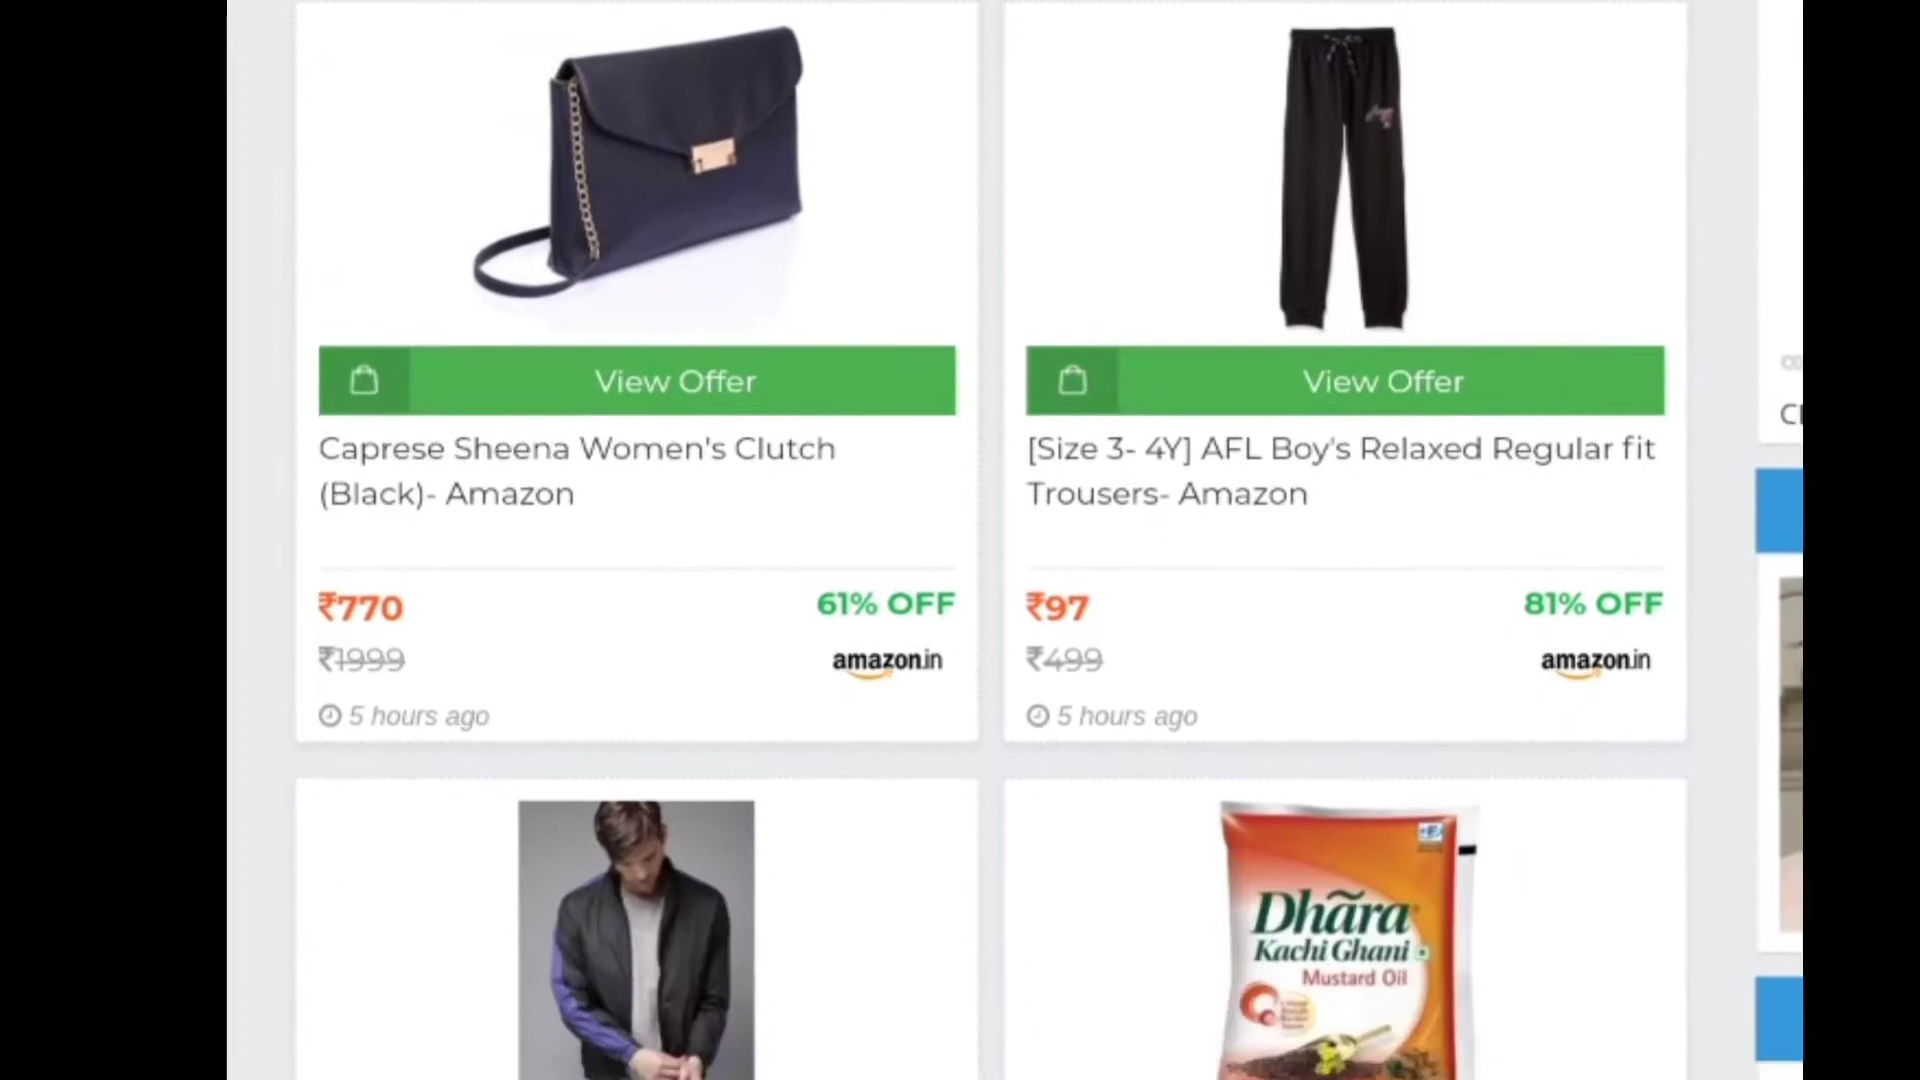 View Offer
View Offer
Caprese Sheena Women's Clutch
(Black)- Amazon
[Size 3- 4Y] AFL Boy's Relaxed Regular fit
Trousers- Amazon
₹770
61% OFF
₹1999
amazon.in
5 hours ago
₹97
81% OFF
₹499
amazon.in
5 hours ago
Dhāra
Kachi Ghani
Mustard Oil